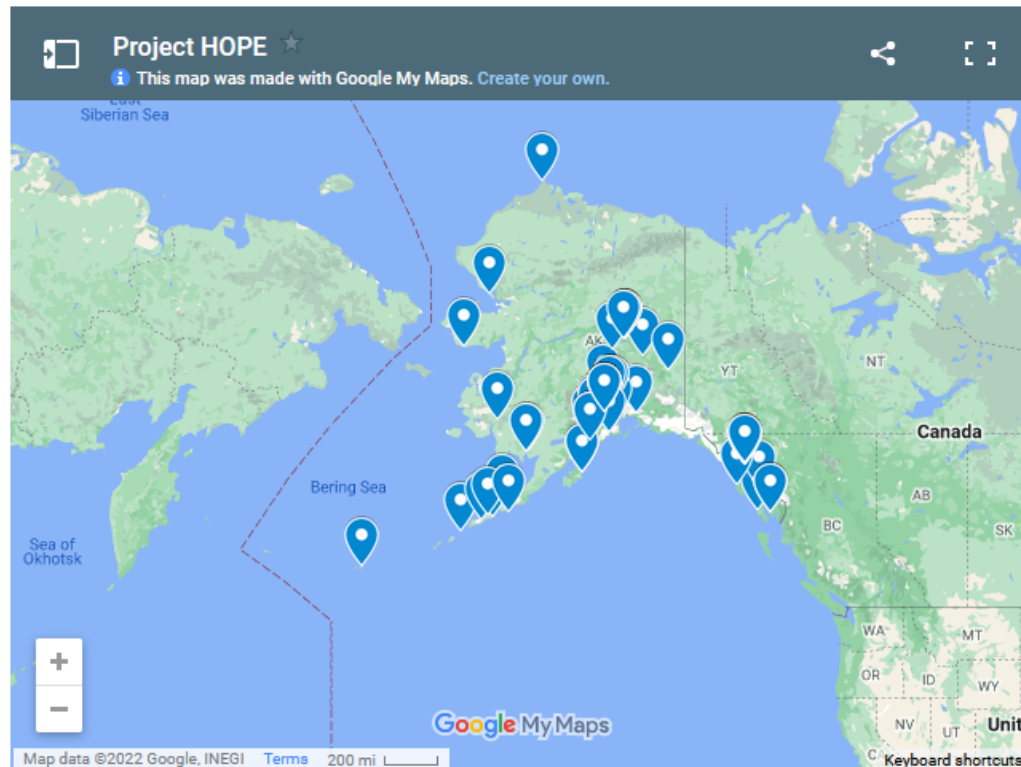 Project HOPE
This map was made with Google My Maps. Create your own.
East
Siberian Sea
AK
NT
YT
Canada
Bering Sea
AB
BC
SK
Sea of
Okhotsk
WA
MT
OR
ID
WY
+
−
Google My Maps
NV
UT
Unit
C
Map data ©2022 Google, INEGI Terms 200 mi
Keyboard shortcuts